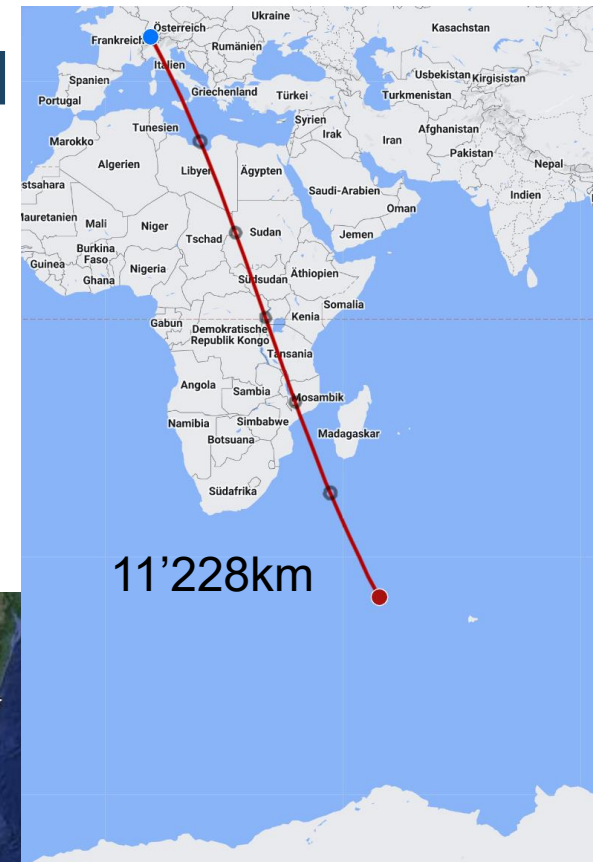 Ukraine
Österreich
Kasachstan
Frankreich
Rumänien
Italien
Usbekistan
Kirgisistan
Spanien
Griechenland
Türkei
Turkmenistan
Portugal
Syrien
Tunesien
Irak
Iran
Afghanistan
Marokko
Pakistan
Algerien
Libyen
Ägypten
Nepal
stsahara
Saudi-Arabien
Indien
Oman
Mauretanien
Mali
Niger
Tschad
Sudan
Jemen
Burkina
Faso
Guinea
Nigeria
Ghana
Südsudan
Äthiopien
Somalia
Gabun
Kenia
Demokratische
Republik Kongo
Tansania
Angola
Sambia
Mosambik
Namibia
Simbabwe
Botsuana
Madagaskar
Südafrika
11’228km